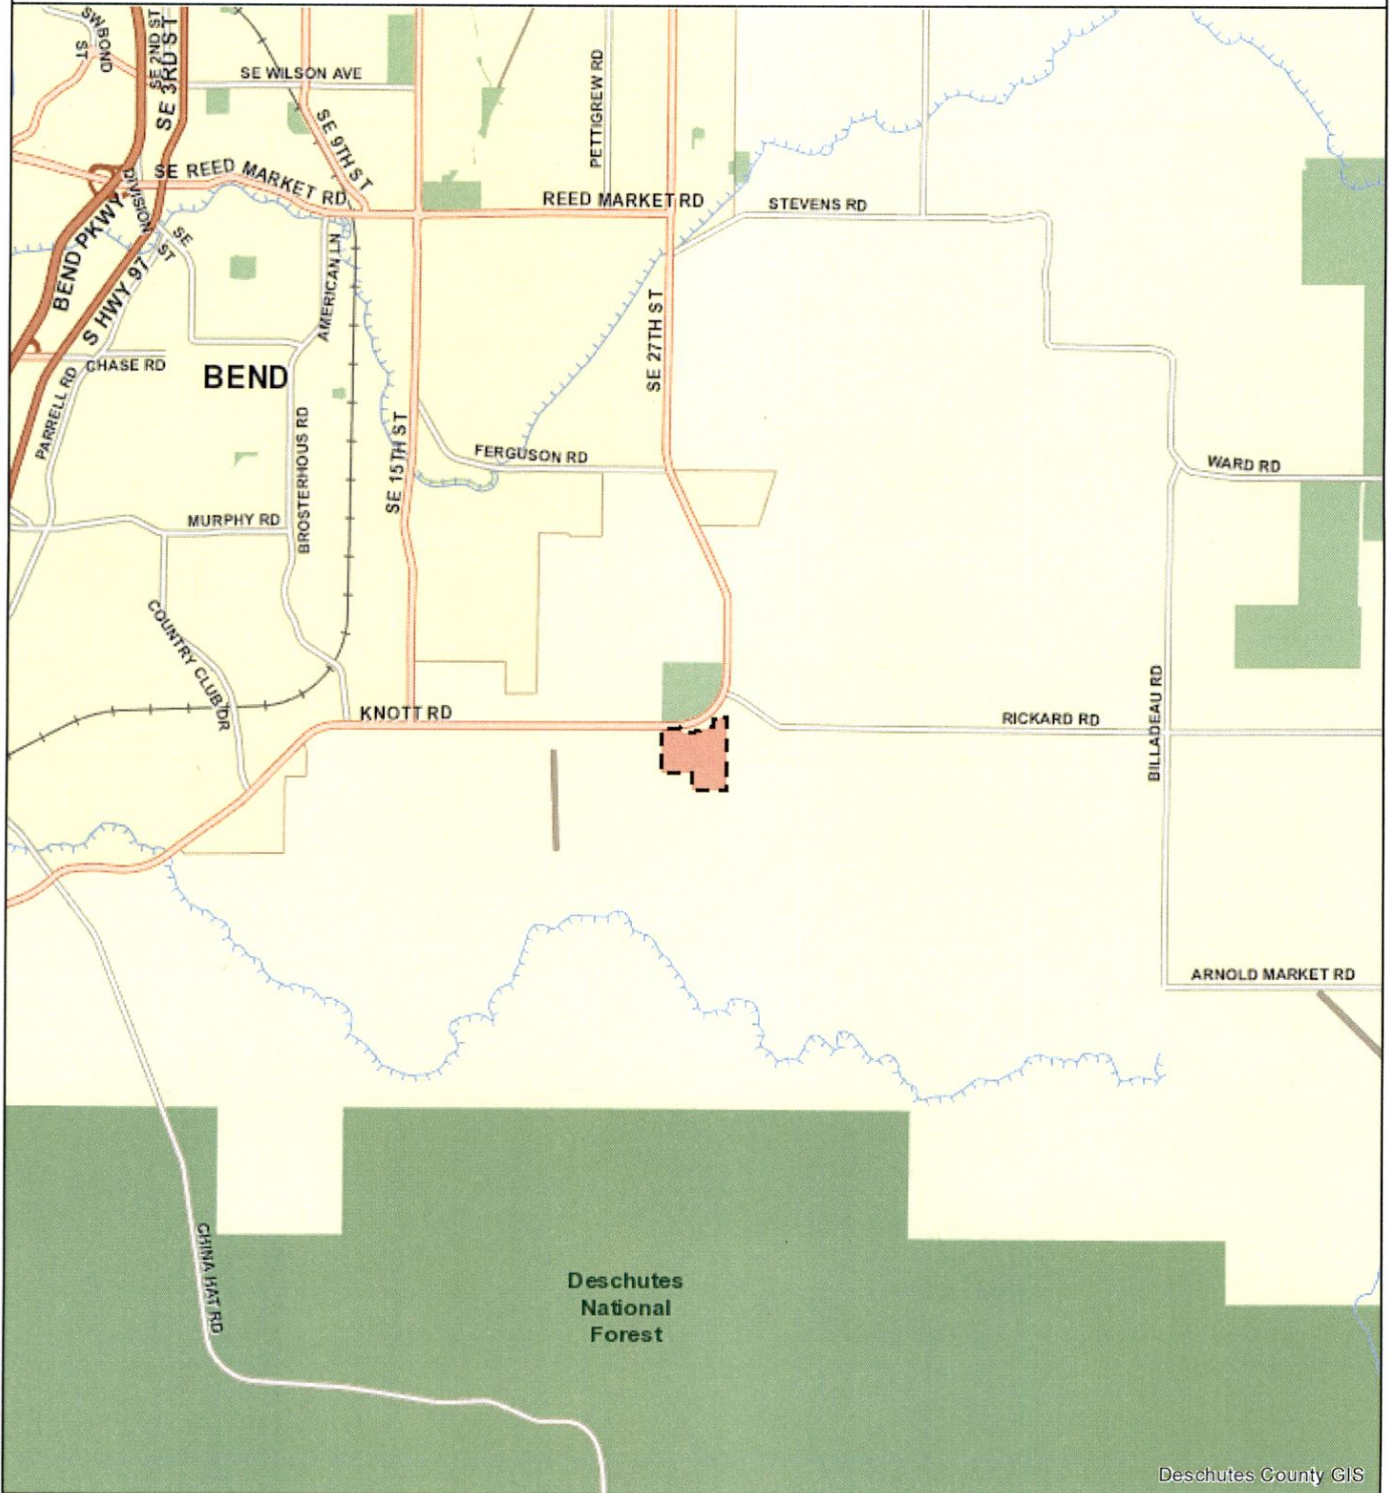 SW BOND
ST
SE 2ND ST
SE 3RD ST
SE WILSON AVE
SE 9TH ST
PETTIGREW RD
SE REED MARKET RD
REED MARKET RD
STEVENS RD
DIVISION
SE
ST
BEND PKWY
S HWY 97
AMERICAN LN
SE 27TH ST
CHASE RD
BEND
PARRELL RD
BROSTERHOUS RD
SE 15TH ST
FERGUSON RD
WARD RD
MURPHY RD
COUNTRY CLUB DR
KNOTT RD
RICKARD RD
BILLADEAU RD
ARNOLD MARKET RD
CHINA HAT RD
Deschutes
National
Forest
Deschutes County GIS